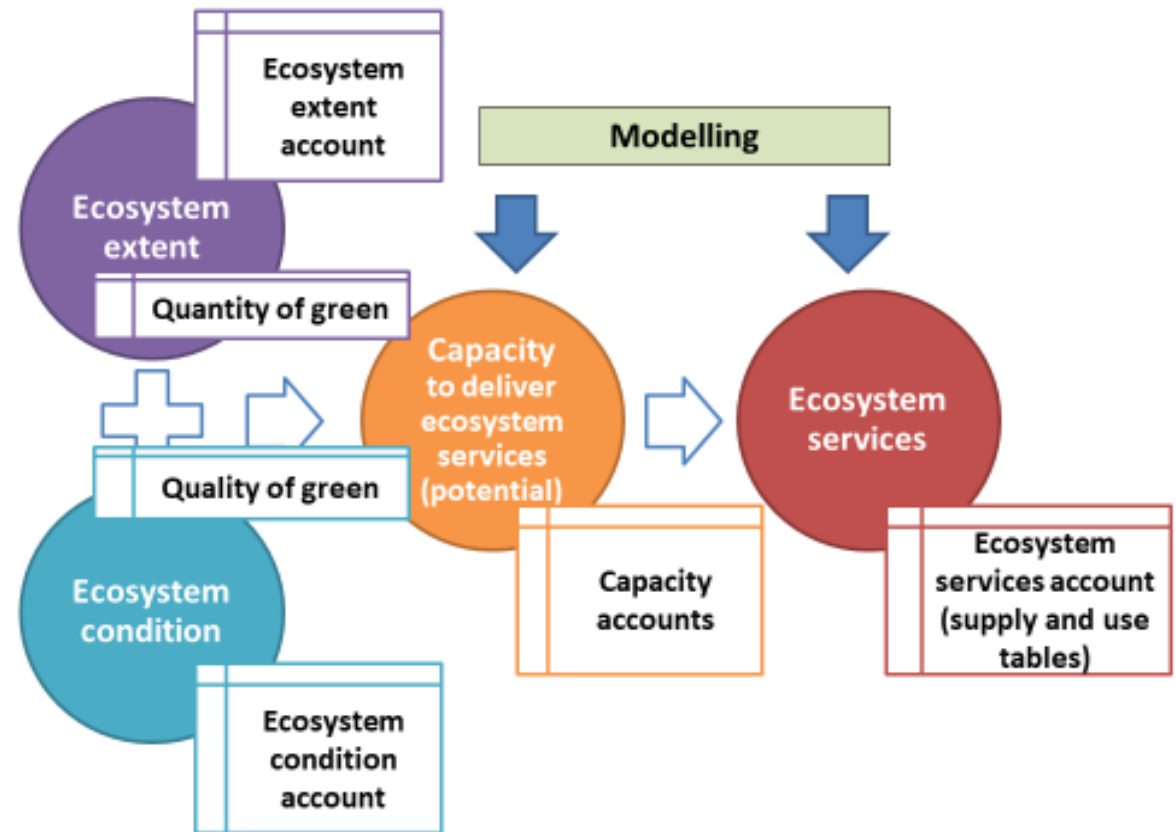 Ecosystem
extent
account
Modelling
Ecosystem
extent
Quantity of green
Capacity
to deliver
ecosystem
services
(potential)
Ecosystem
services
Quality of green
Ecosystem
condition
Capacity
accounts
Ecosystem
services account
(supply and use
tables)
Ecosystem
condition
account